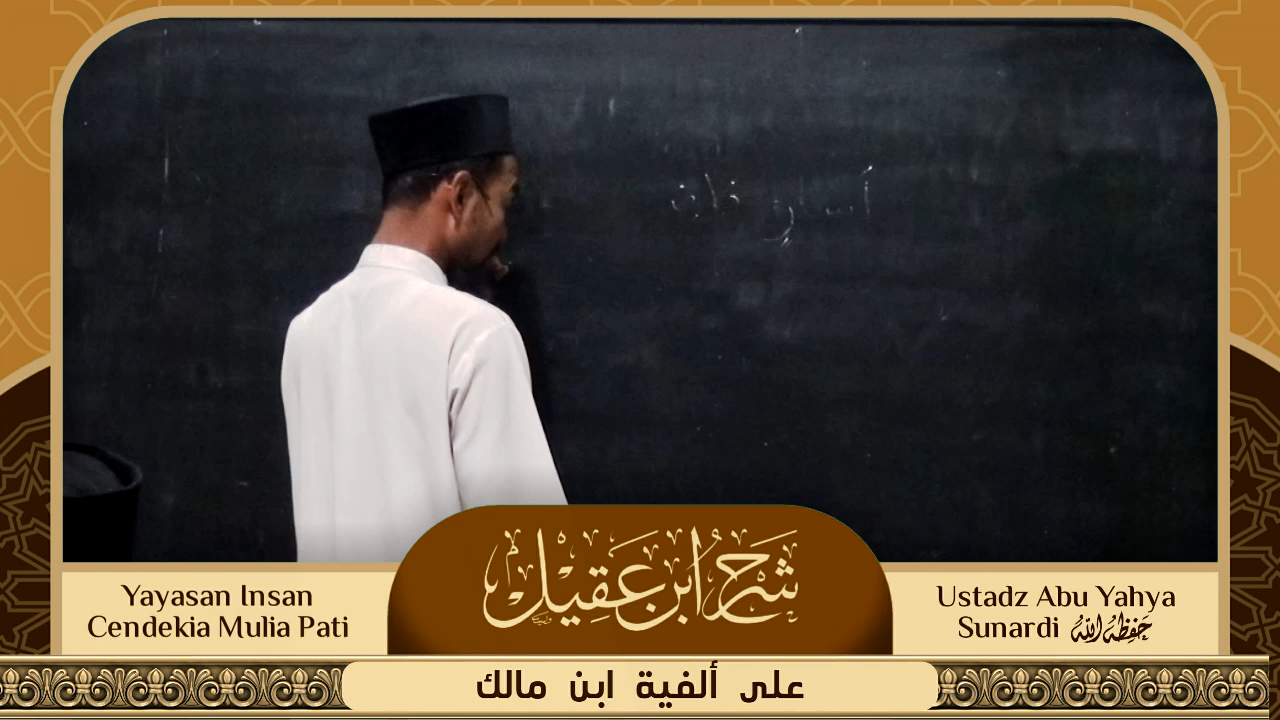 شرح ابن عقيل
Yayasan Insan
Cendekia Mulia Pati
Ustadz Abu Yahya
Sunardi حفظه الله
على ألفية ابن مالك